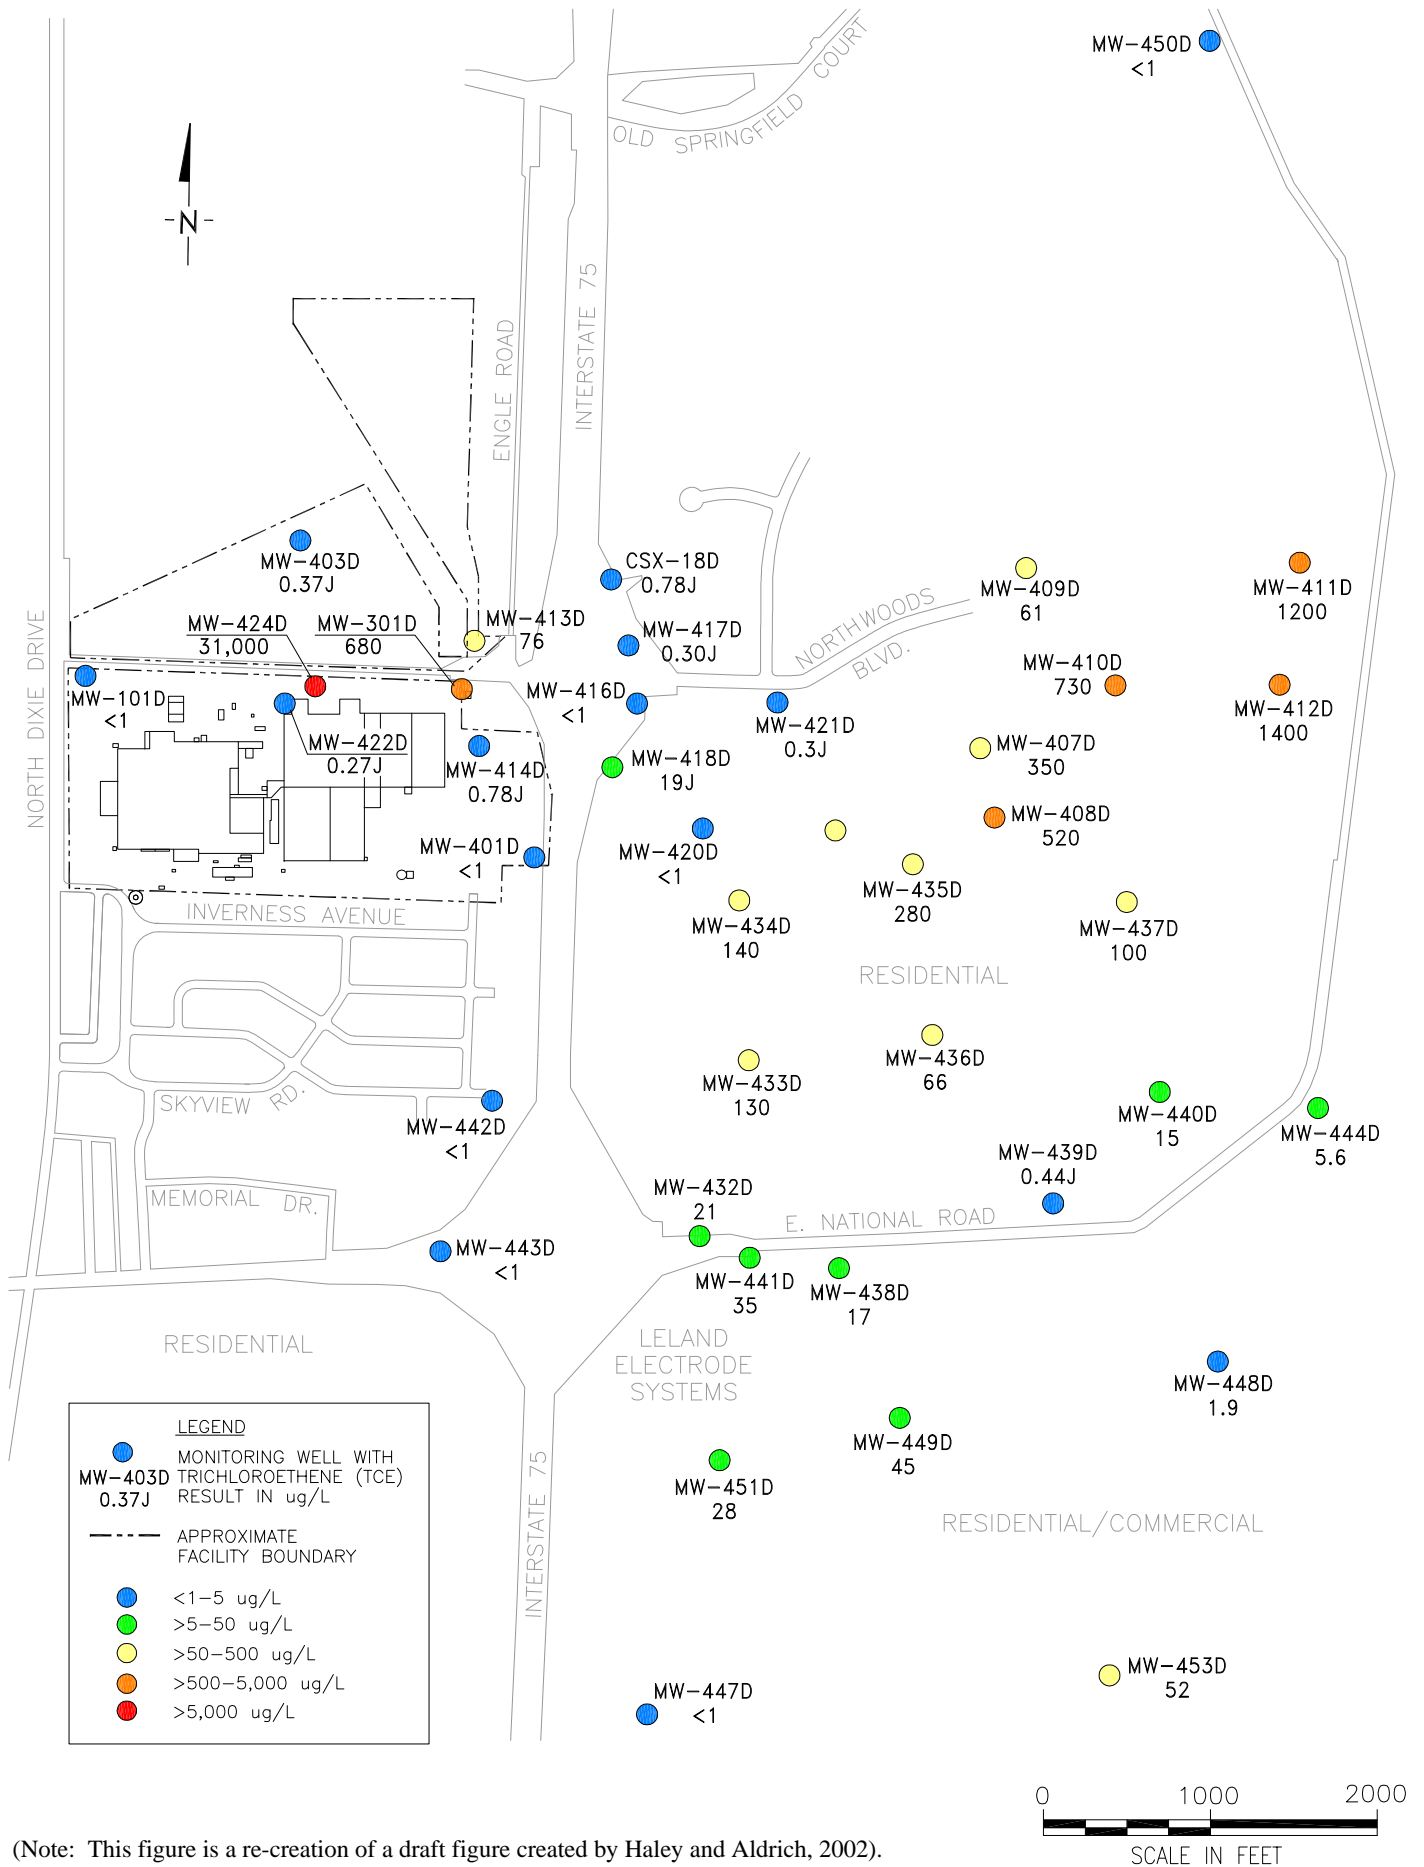 MW-450D
<1
OLD SPRINGFIELD COURT
N
INTERSTATE 75
ENGLE ROAD
NORTH DIXIE DRIVE
MW-403D
0.37J
CSX-18D
0.78J
MW-409D
61
MW-411D
1200
MW-424D
31,000
MW-301D
680
MW-413D
76
MW-417D
0.30J
NORTHWOODS
BLVD.
MW-410D
730
MW-101D
<1
MW-416D
<1
MW-421D
0.3J
MW-412D
1400
MW-422D
0.27J
MW-414D
0.78J
MW-418D
19J
MW-407D
350
MW-408D
520
MW-401D
<1
MW-420D
<1
MW-435D
280
INVERNESS AVENUE
MW-434D
140
MW-437D
100
RESIDENTIAL
MW-436D
66
MW-433D
130
SKYVIEW RD.
MW-442D
<1
MW-440D
15
MW-444D
5.6
MW-439D
0.44J
MEMORIAL DR.
MW-432D
21
E. NATIONAL ROAD
MW-443D
<1
MW-441D
35
MW-438D
17
RESIDENTIAL
LELAND
ELECTRODE
SYSTEMS
MW-448D
1.9
MW-449D
45
MW-451D
28
INTERSTATE 75
RESIDENTIAL/COMMERCIAL
MW-453D
52
MW-447D
<1
LEGEND
MW-403D
0.37J
MONITORING WELL WITH
TRICHLOROETHENE (TCE)
RESULT IN ug/L
APPROXIMATE
FACILITY BOUNDARY
<1-5 ug/L
>5-50 ug/L
>50-500 ug/L
>500-5,000 ug/L
>5,000 ug/L
0 1000 2000
SCALE IN FEET
(Note: This figure is a re-creation of a draft figure created by Haley and Aldrich, 2002).